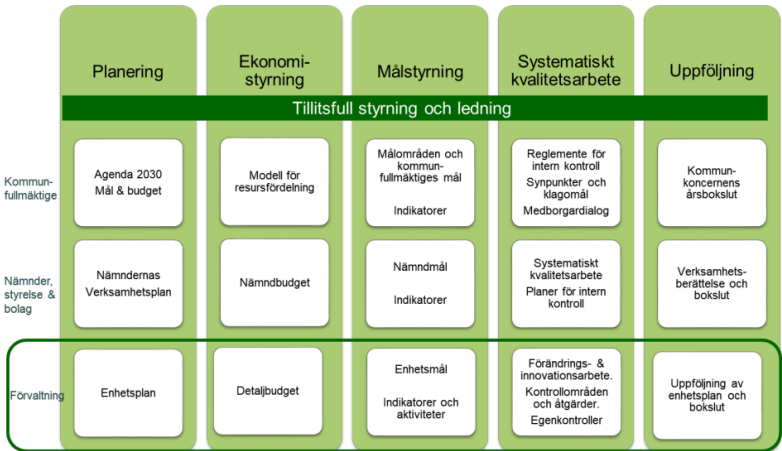 Planering
Ekonomi-
styrning
Målstyrning
Systematiskt
kvalitetsarbete
Uppföljning
Tillitsfull styrning och ledning
Kommun-
fullmäktige
Agenda 2030
Mål & budget
Modell för
resursfördelning
Målområden och
kommun-
fullmäktiges mål
Indikatorer
Reglemente för
intern kontroll
Synpunkter och
klagomål
Medborgardialog
Kommun-
koncernens
årsbokslut
Nämnder,
styrelse &
bolag
Nämndernas
Verksamhetsplan
Nämndbudget
Nämndmål
Indikatorer
Systematiskt
kvalitetsarbete
Planer för intern
kontroll
Verksamhets-
berättelse och
bokslut
Förvaltning
Enhetsplan
Detaljbudget
Enhetsmål
Indikatorer och
aktiviteter
Förändrings- &
innovationsarbete.
Kontrollområden
och åtgärder.
Egenkontroller
Uppföljning av
enhetsplan och
bokslut